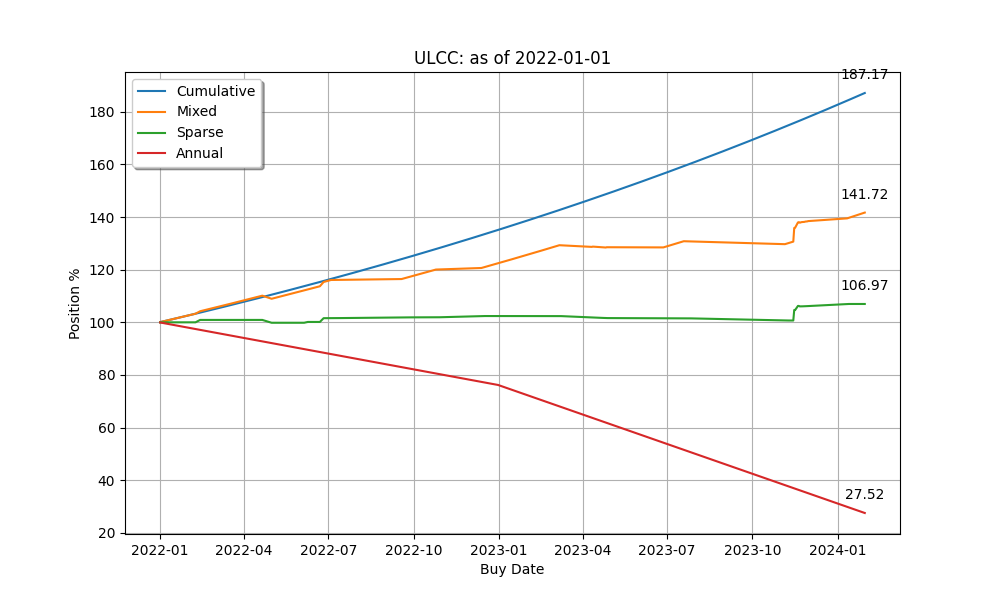 ULCC: as of 2022-01-01
187.17
Cumulative
Mixed
Sparse
Annual
141.72
106.97
27.52
180
160
140
120
100
80
60
40
20
Position %
2022-01 2022-04 2022-07 2022-10 2023-01 2023-04 2023-07 2023-10 2024-01
Buy Date